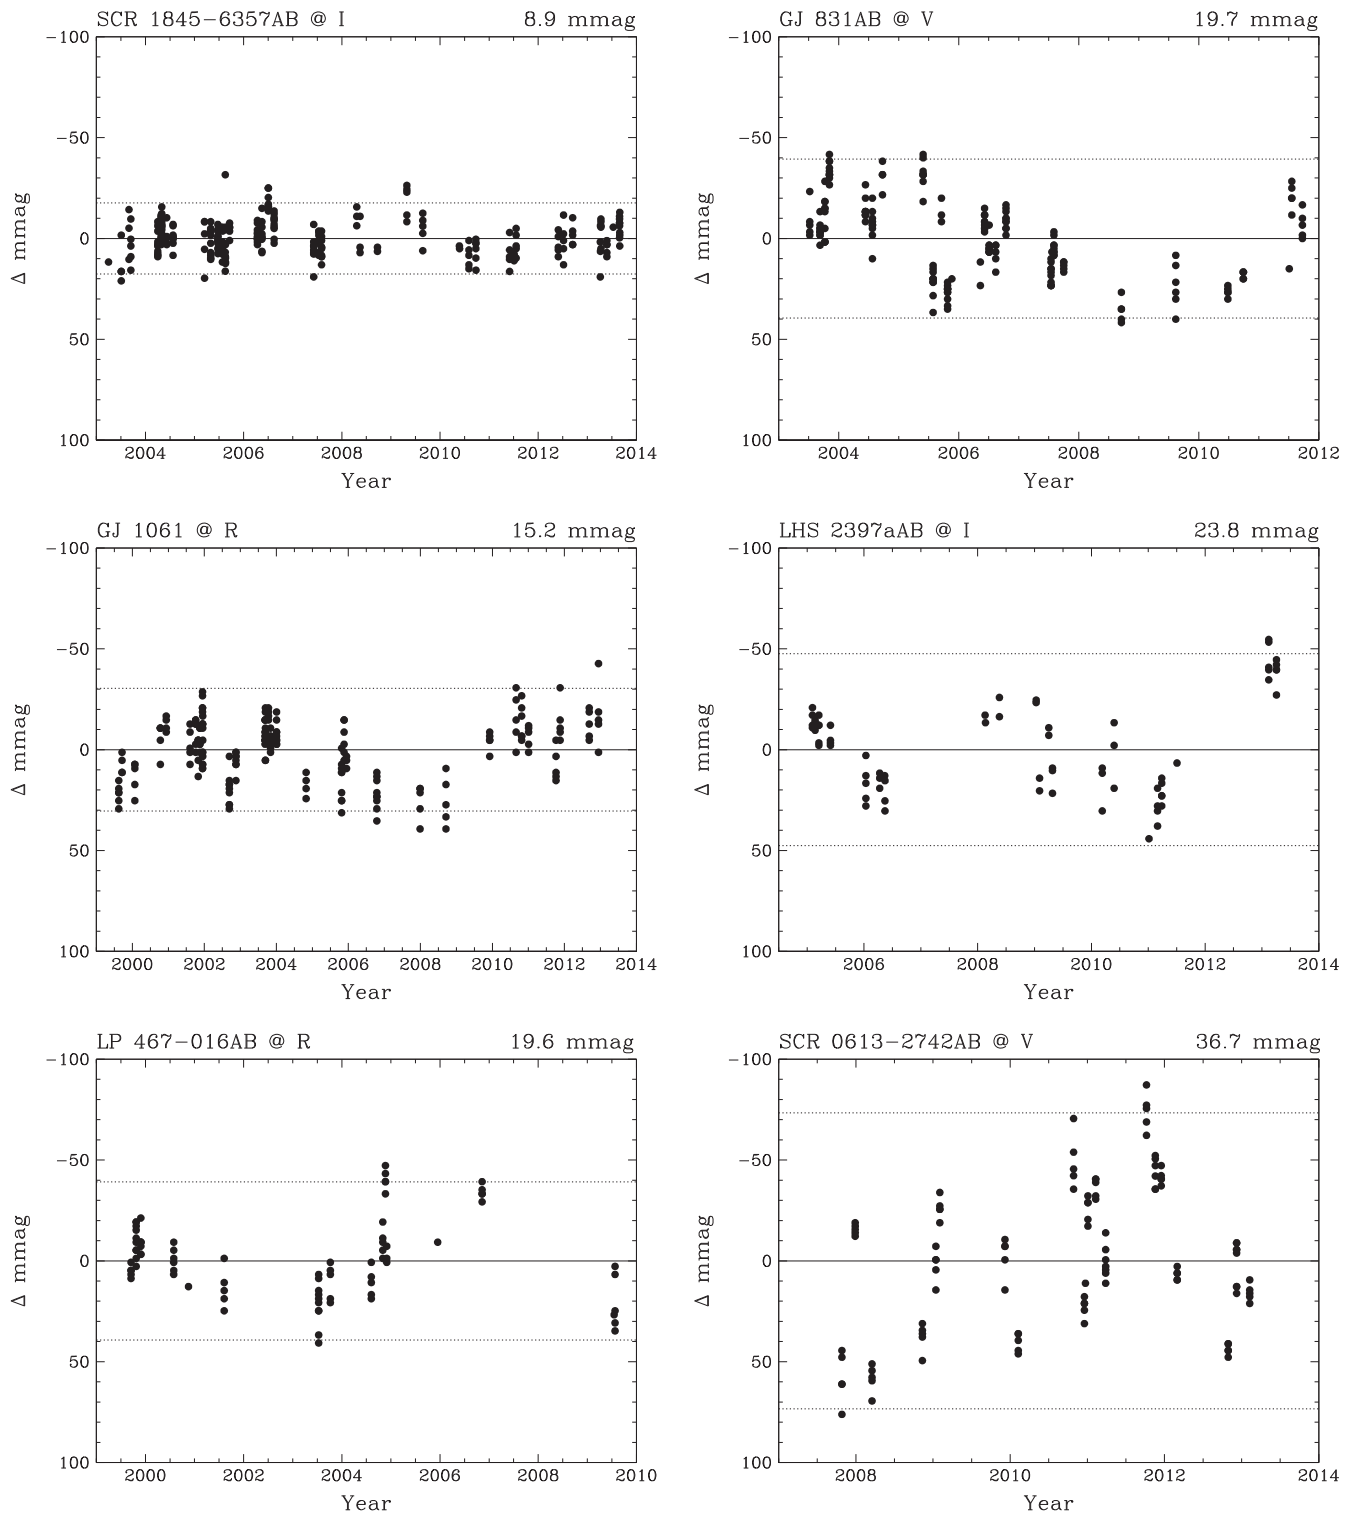 SCR 1845−6357AB @ I 8.9 mmag
−100
−50
0
50
100
Δ mmag
2004 2006 2008 2010 2012 2014
Year
GJ 831AB @ V 19.7 mmag
−100
−50
0
50
100
Δ mmag
2004 2006 2008 2010 2012
Year
GJ 1061 @ R 15.2 mmag
−100
−50
0
50
100
Δ mmag
2000 2002 2004 2006 2008 2010 2012 2014
Year
LHS 2397aAB @ I 23.8 mmag
−100
−50
0
50
100
Δ mmag
2006 2008 2010 2012 2014
Year
LP 467−016AB @ R 19.6 mmag
−100
−50
0
50
100
Δ mmag
2000 2002 2004 2006 2008 2010
Year
SCR 0613−2742AB @ V 36.7 mmag
−100
−50
0
50
100
Δ mmag
2008 2010 2012 2014
Year